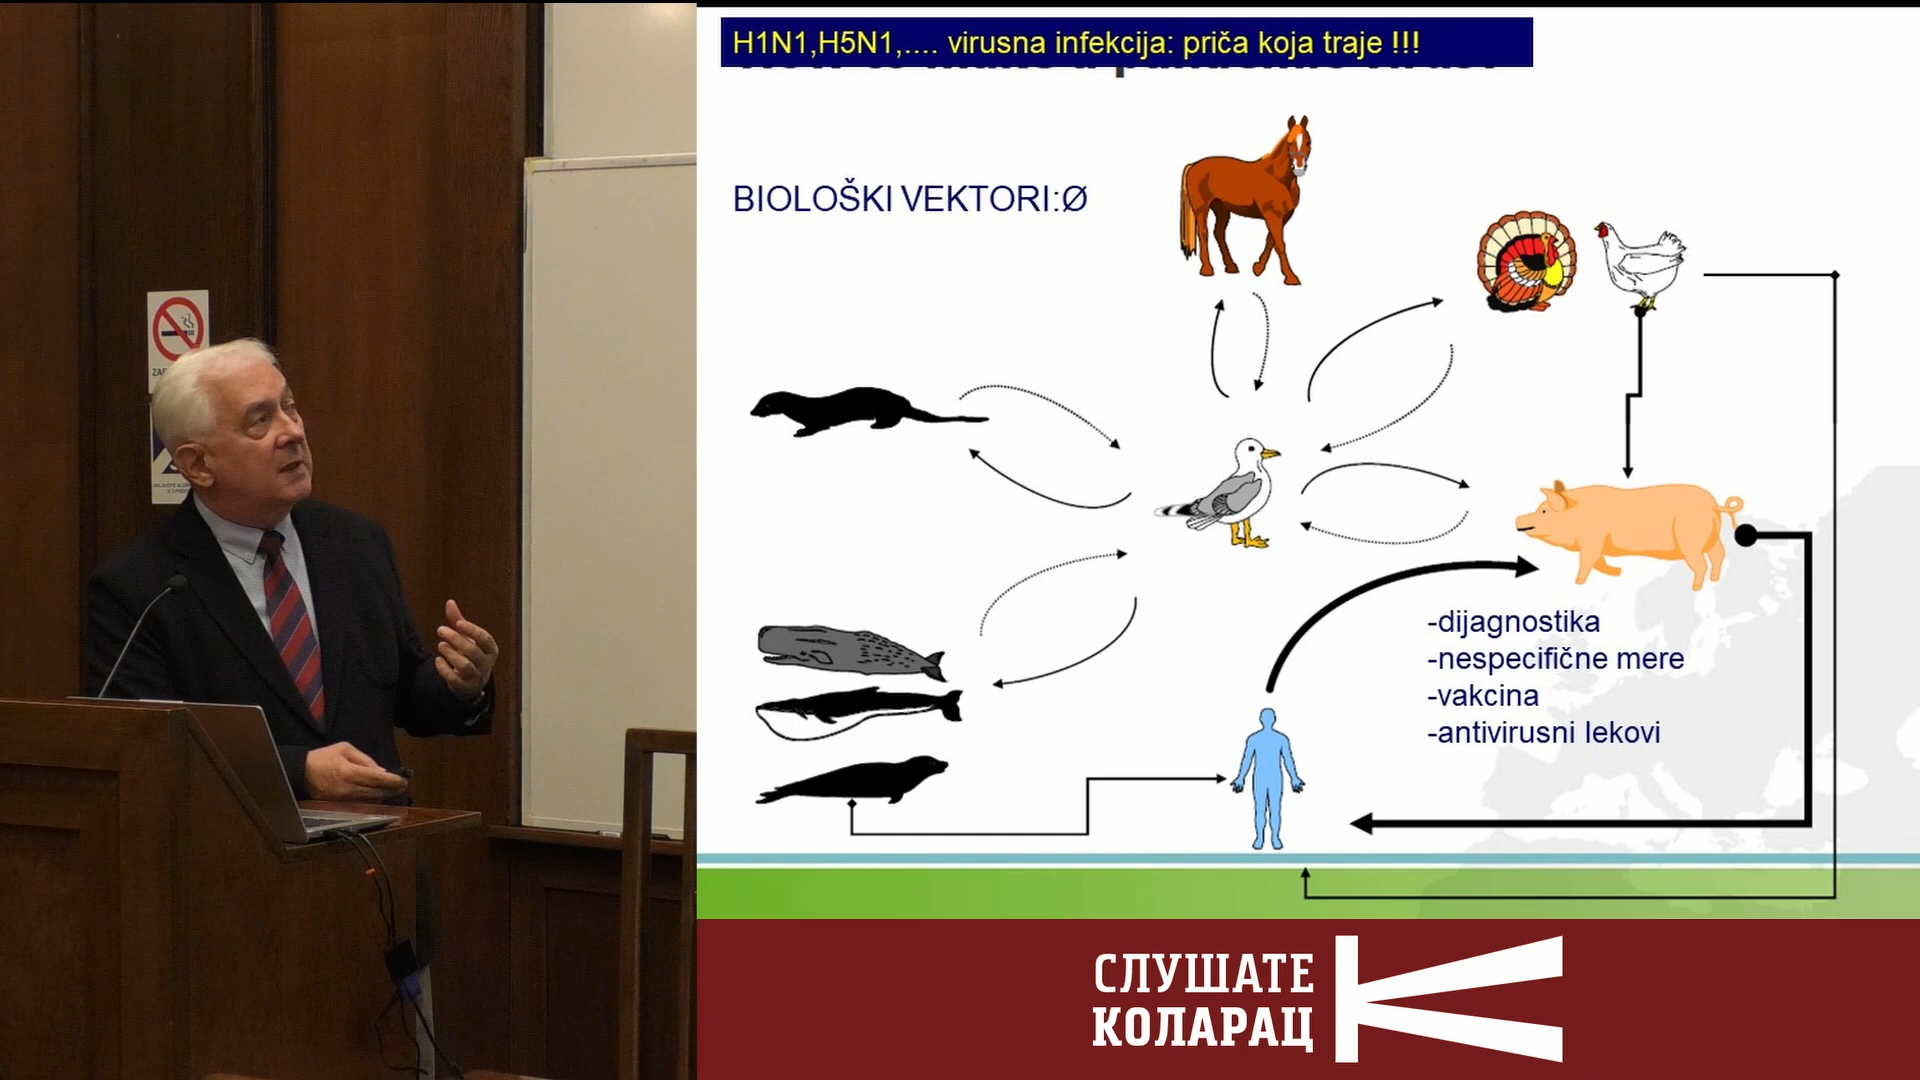 H1N1,H5N1,.... virusna infekcija: priča koja traje !!!
BIOLOŠKI VEKTORI:Ø
-dijagnostika
-nespecifične mere
-vakcina
-antivirusni lekovi
СЛУШАТЕ
КОЛАРАЦ